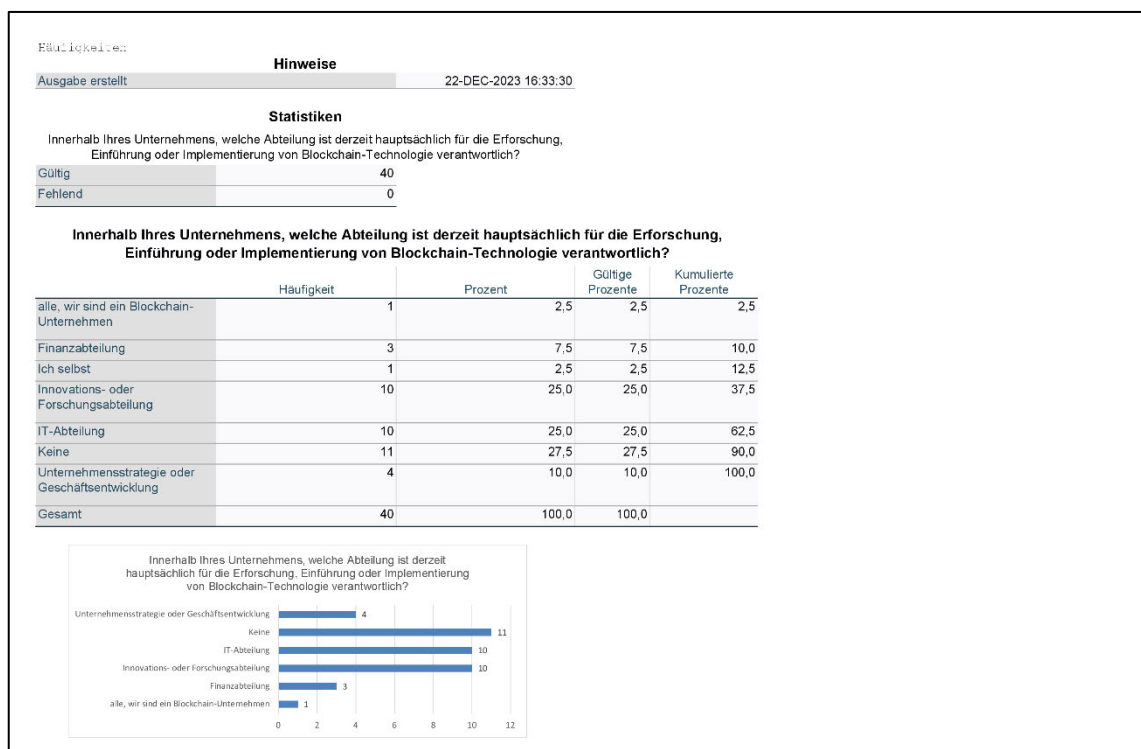 Häufigkeiten
Hinweise
Ausgabe erstellt 22-DEC-2023 16:33:30
Statistiken
Innerhalb Ihres Unternehmens, welche Abteilung ist derzeit hauptsächlich für die Erforschung,
Einführung oder Implementierung von Blockchain-Technologie verantwortlich?
Gültig 40
Fehlend 0
Innerhalb Ihres Unternehmens, welche Abteilung ist derzeit hauptsächlich für die Erforschung,
Einführung oder Implementierung von Blockchain-Technologie verantwortlich?
Häufigkeit Prozent Gültige Prozente Kumulierte Prozente
alle, wir sind ein Blockchain- 1 2,5 2,5 2,5
Unternehmen
Finanzabteilung 3 7,5 7,5 10,0
Ich selbst 1 2,5 2,5 12,5
Innovations- oder 10 25,0 25,0 37,5
Forschungsabteilung
IT-Abteilung 10 25,0 25,0 62,5
Keine 11 27,5 27,5 90,0
Unternehmensstrategie oder 4 10,0 10,0 100,0
Geschäftsentwicklung
Gesamt 40 100,0 100,0
Innerhalb Ihres Unternehmens, welche Abteilung ist derzeit
hauptsächlich für die Erforschung, Einführung oder Implementierung
von Blockchain-Technologie verantwortlich?
Unternehmensstrategie oder Geschäftsentwicklung 4
Keine 11
IT-Abteilung 10
Innovations- oder Forschungsabteilung 10
Finanzabteilung 3
alle, wir sind ein Blockchain-Unternehmen 1
0 2 4 6 8 10 12